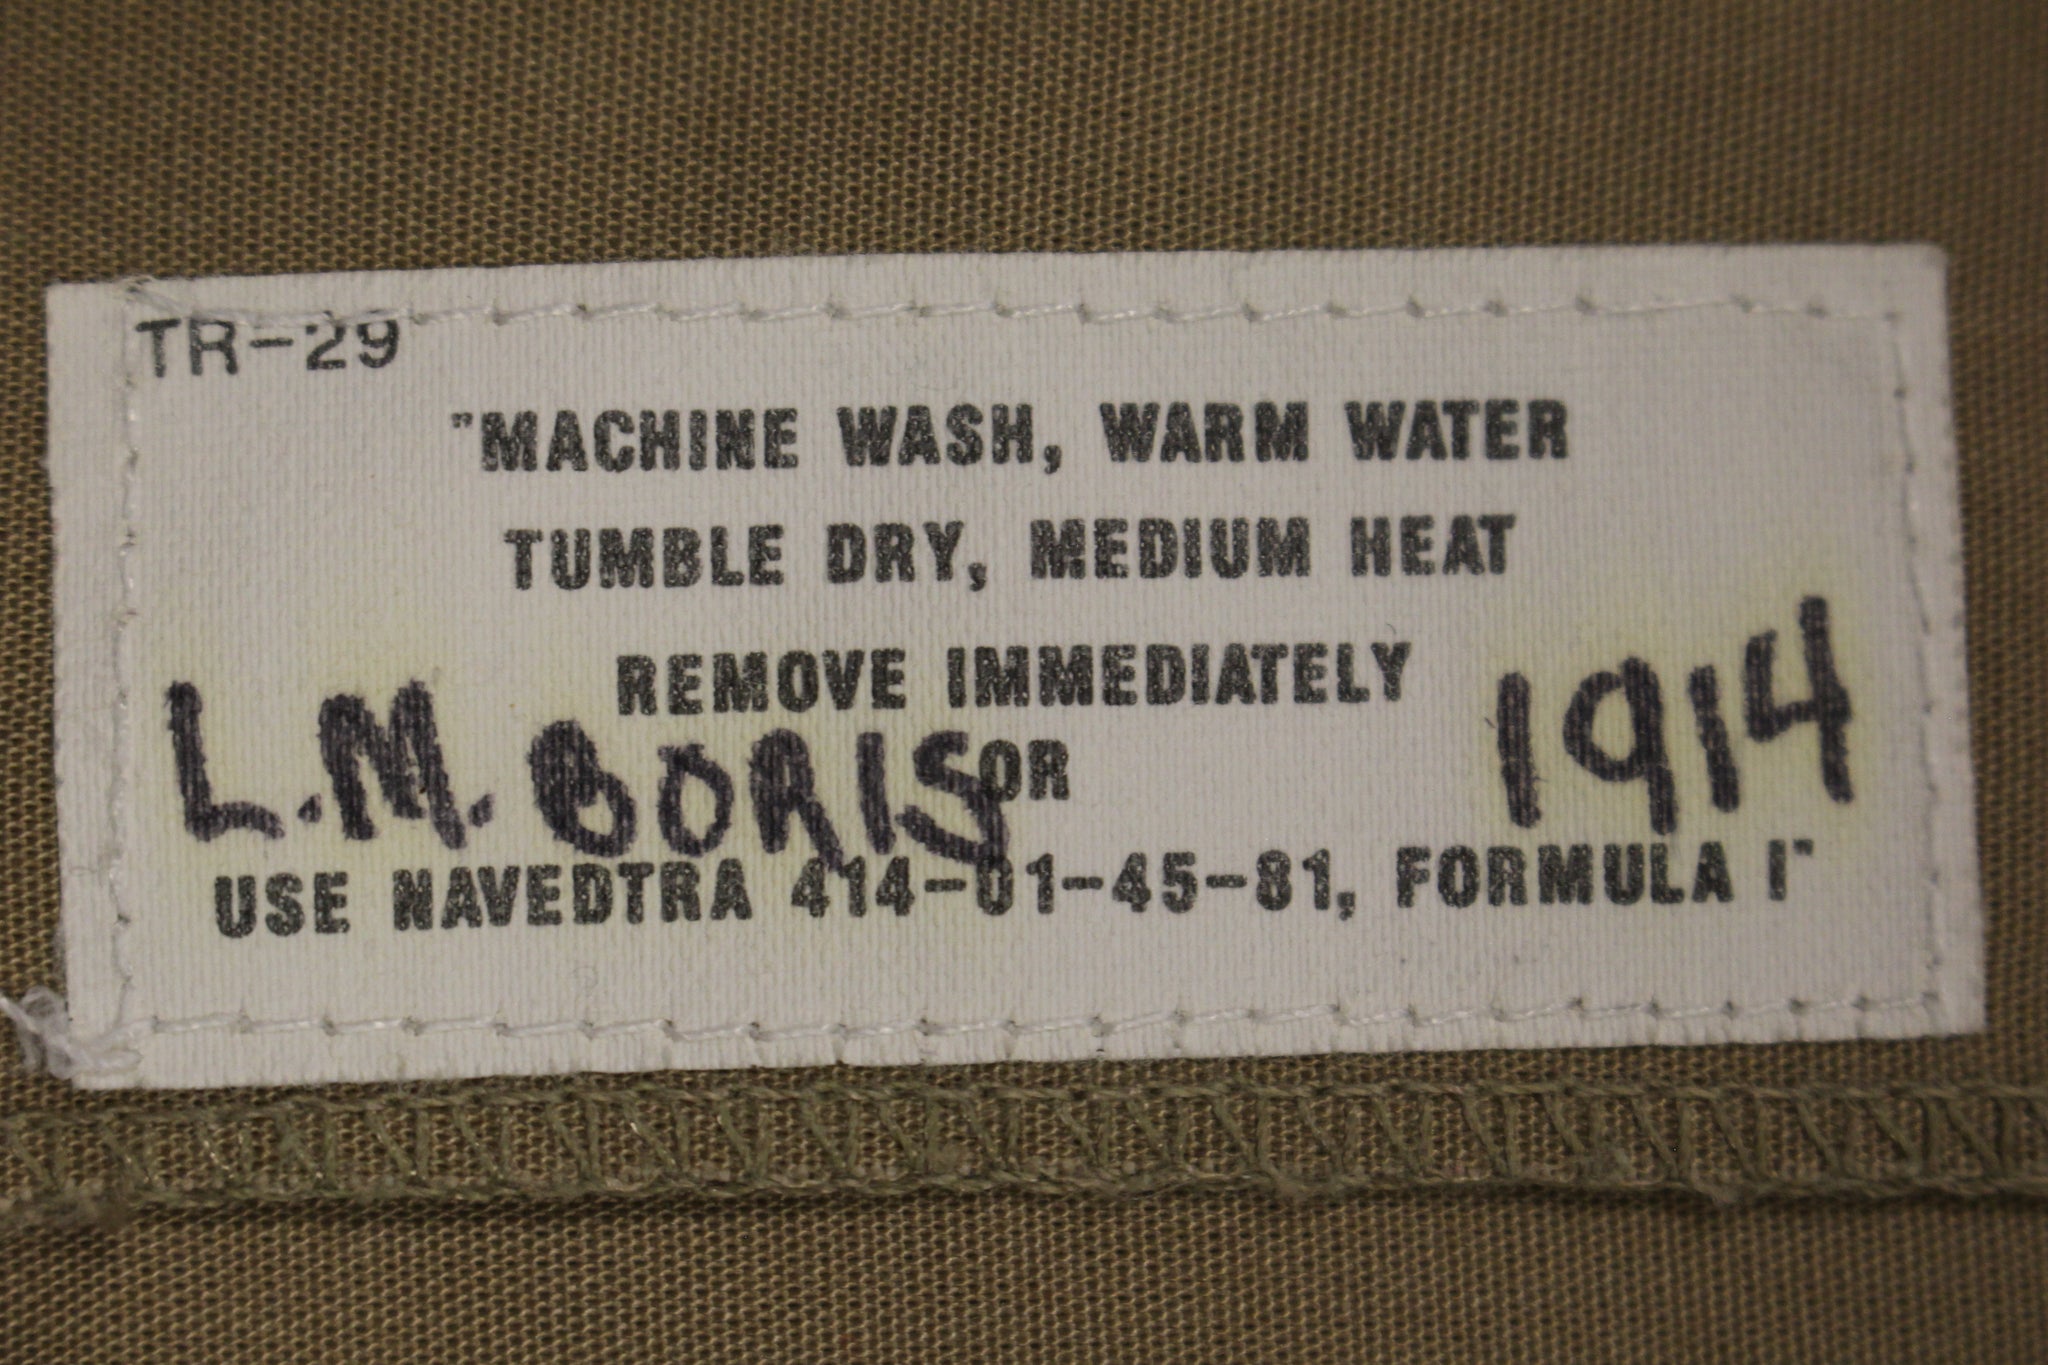 TR-29
"MACHINE WASH, WARM WATER
TUMBLE DRY, MEDIUM HEAT
REMOVE IMMEDIATELY
L.M. BORIS OR 1914
USE NAVEDTRA 414-01-45-81, FORMULA I"